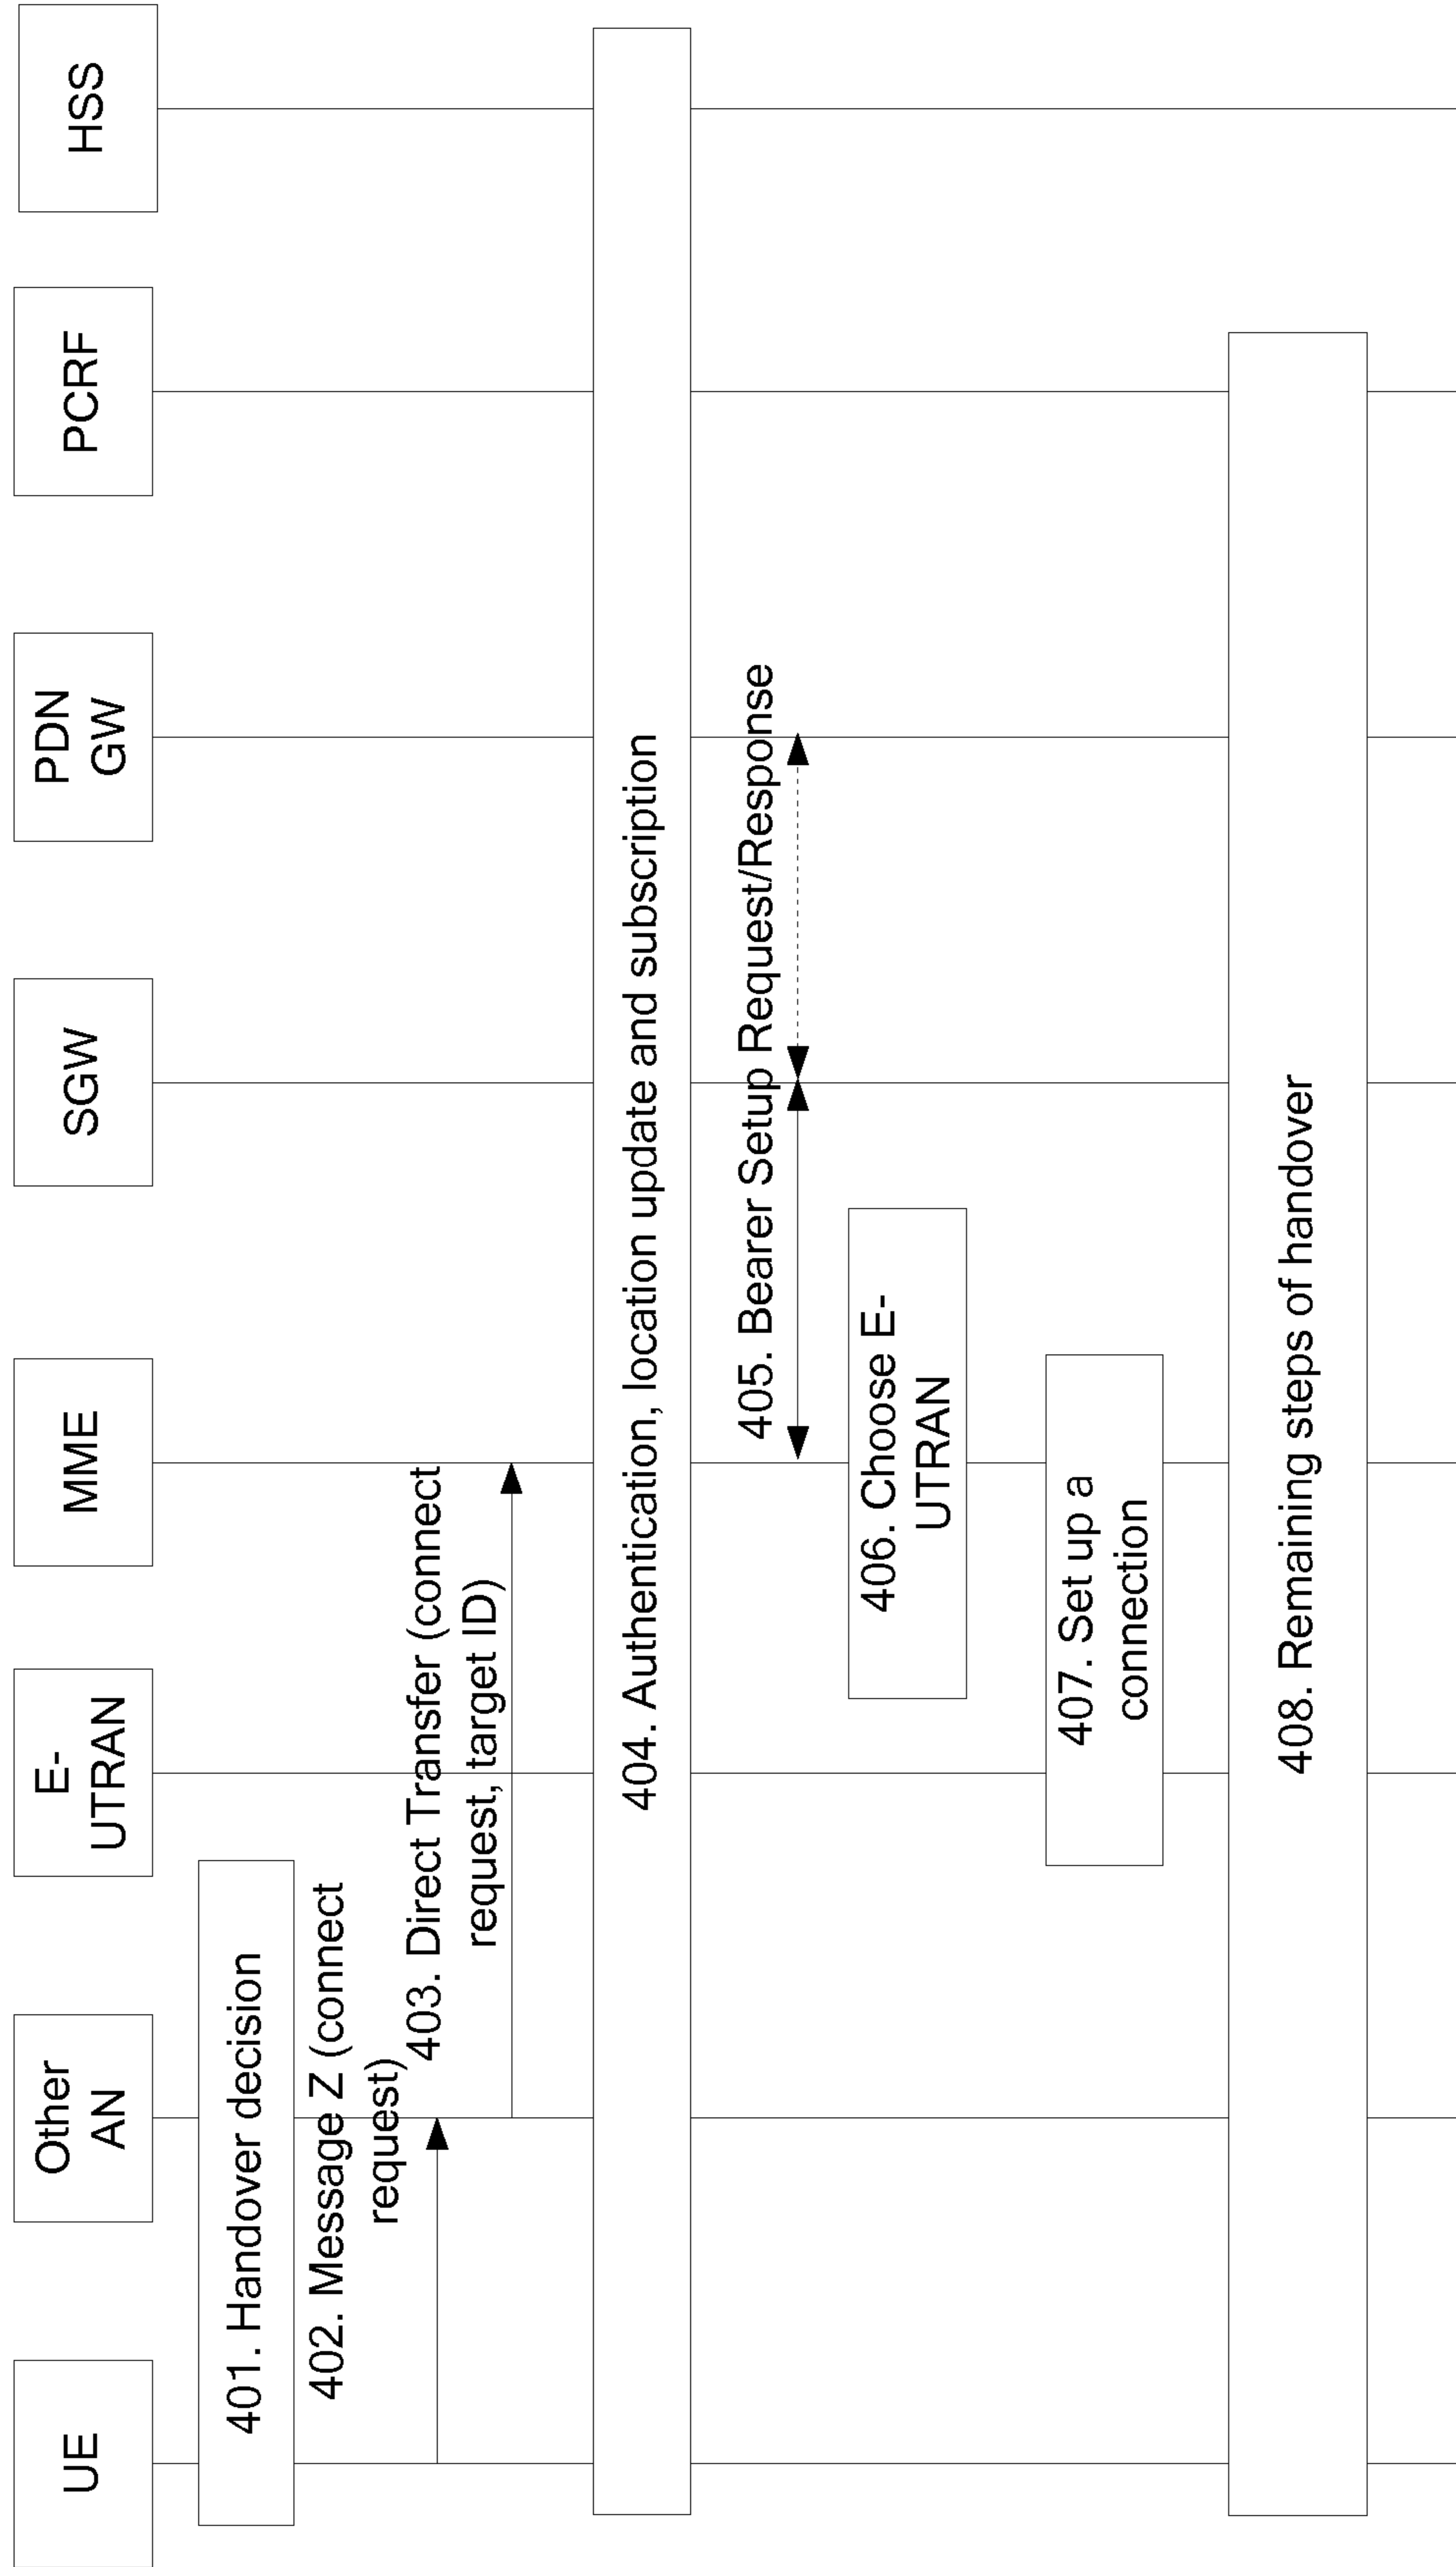 UE
Other
AN
E-
UTRAN
MME
SGW
PDN
GW
PCRF
HSS
401. Handover decision
402. Message Z (connect
request)
403. Direct Transfer (connect
request, target ID)
404. Authentication, location update and subscription
405. Bearer Setup Request/Response
406. Choose E-
UTRAN
407. Set up a
connection
408. Remaining steps of handover